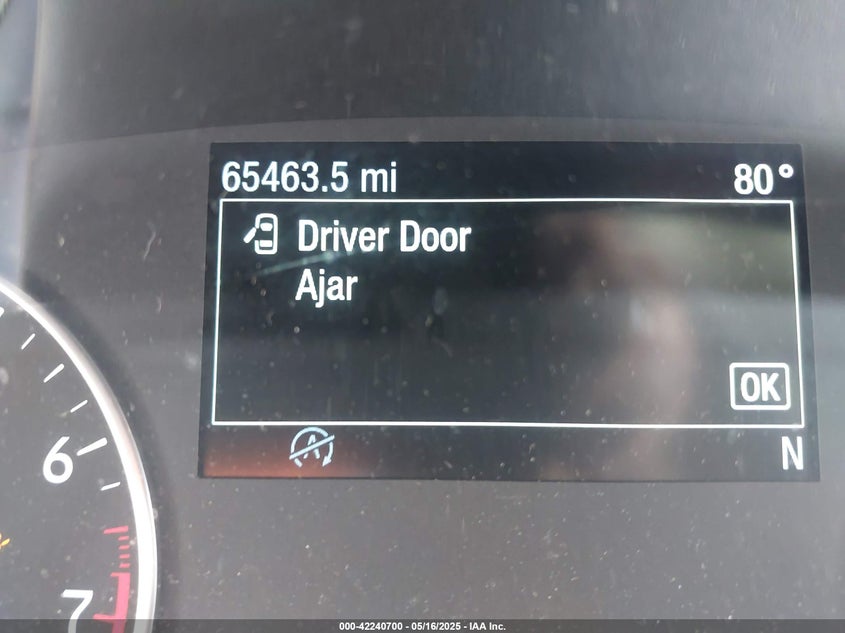 65463.5 mi 80°
Driver Door
Ajar
OK
A
N
6
7
000-42240700 - 05/16/2025 - IAA Inc.